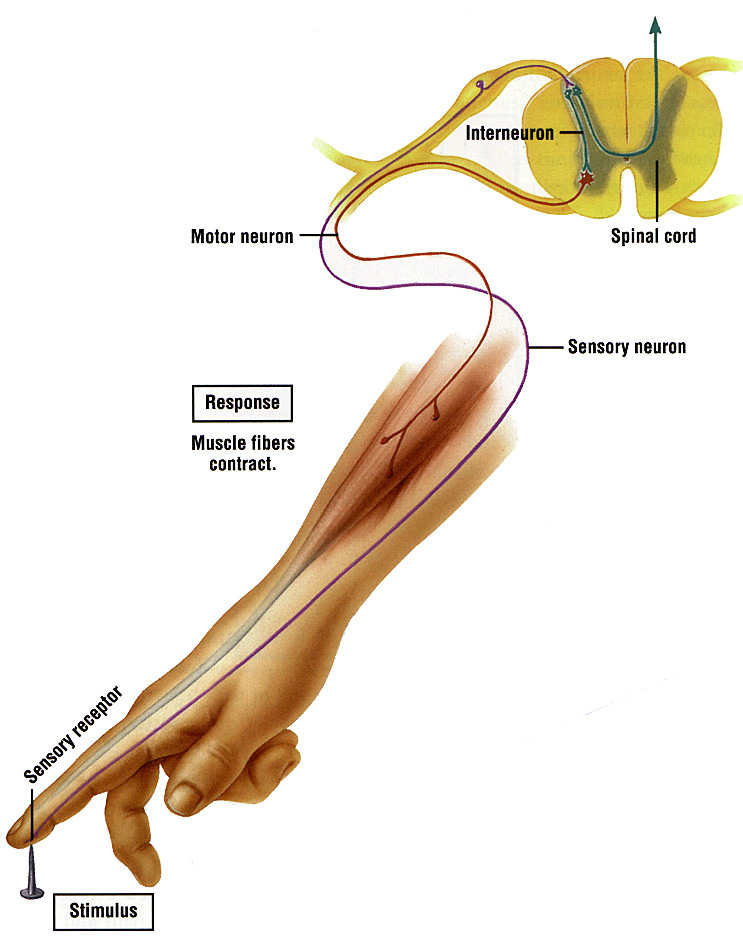 Interneuron
Motor neuron
Spinal cord
Sensory neuron
Response
Muscle fibers
contract.
Sensory receptor
Stimulus